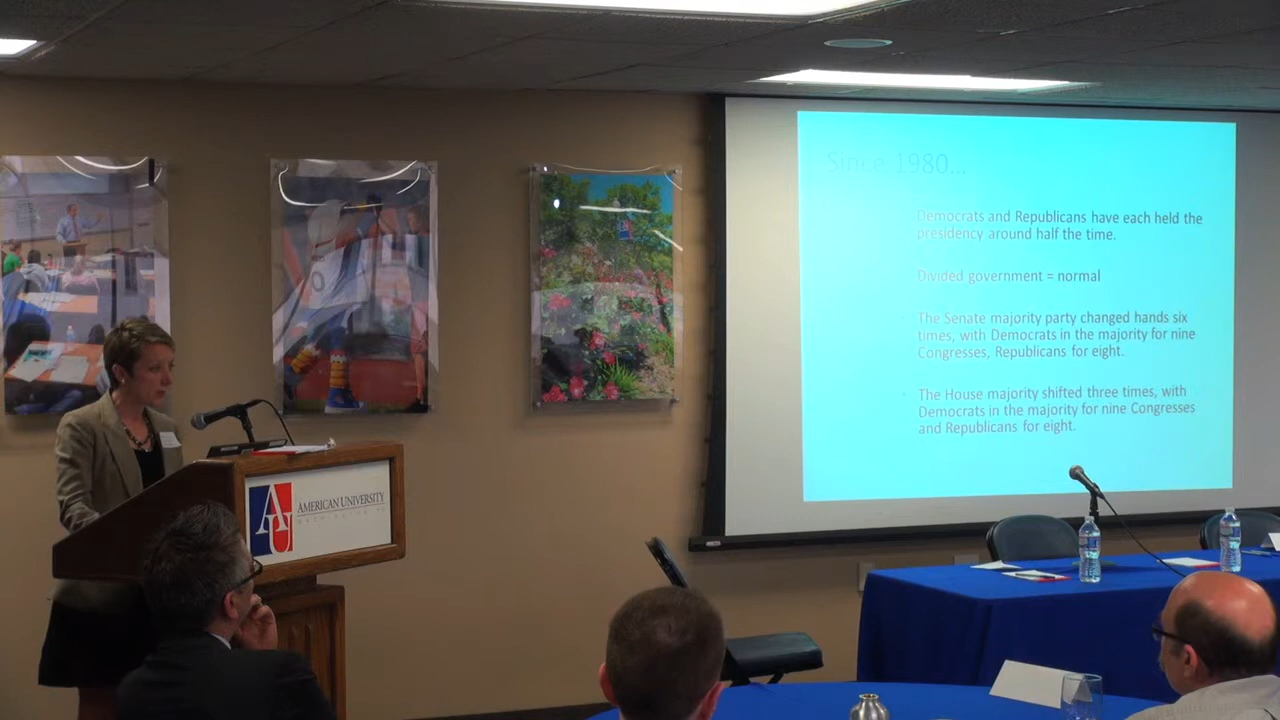 Since 1980...
Democrats and Republicans have each held the
presidency around half the time.
Divided government = normal
The Senate majority party changed hands six
times, with Democrats in the majority for nine
Congresses, Republicans for eight.
The House majority shifted three times, with
Democrats in the majority for nine Congresses
and Republicans for eight.
AU
AMERICAN UNIVERSITY